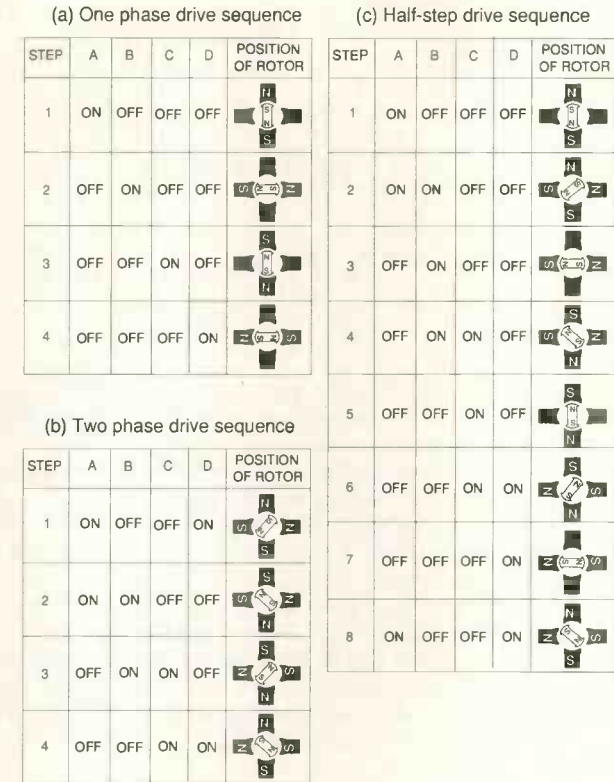 (a) One phase drive sequence
STEP A B C D POSITION OF ROTOR
N
1 ON OFF OFF OFF S N
S
2 OFF ON OFF OFF S N S N
S
3 OFF OFF ON OFF N S
N
4 OFF OFF OFF ON N S N S
(b) Two phase drive sequence
STEP A B C D POSITION OF ROTOR
N
1 ON OFF OFF ON S N
S
S
2 ON ON OFF OFF S N
N
S
3 OFF ON ON OFF N S
N
N
4 OFF OFF ON ON N S
S
(c) Half-step drive sequence
STEP A B C D POSITION OF ROTOR
N
1 ON OFF OFF OFF S N
S
N
2 ON ON OFF OFF S N
S
3 OFF ON OFF OFF S N S N
S
4 OFF ON ON OFF S N
N
S
5 OFF OFF ON OFF N S
N
S
6 OFF OFF ON ON N S
N
7 OFF OFF OFF ON N S N S
N
8 ON OFF OFF ON N S
S